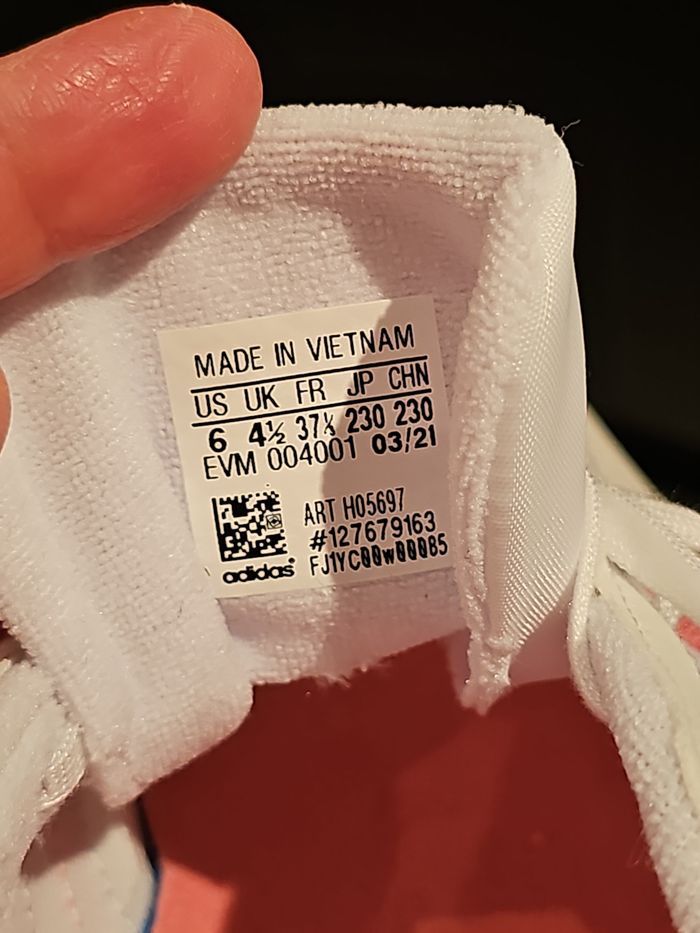 MADE IN VIETNAM
US UK FR JP CHN
6 4½ 37⅓ 230 230
EVM 004001 03/21
ART H05697
#127679163
FJ1YC00w00085
adidas®